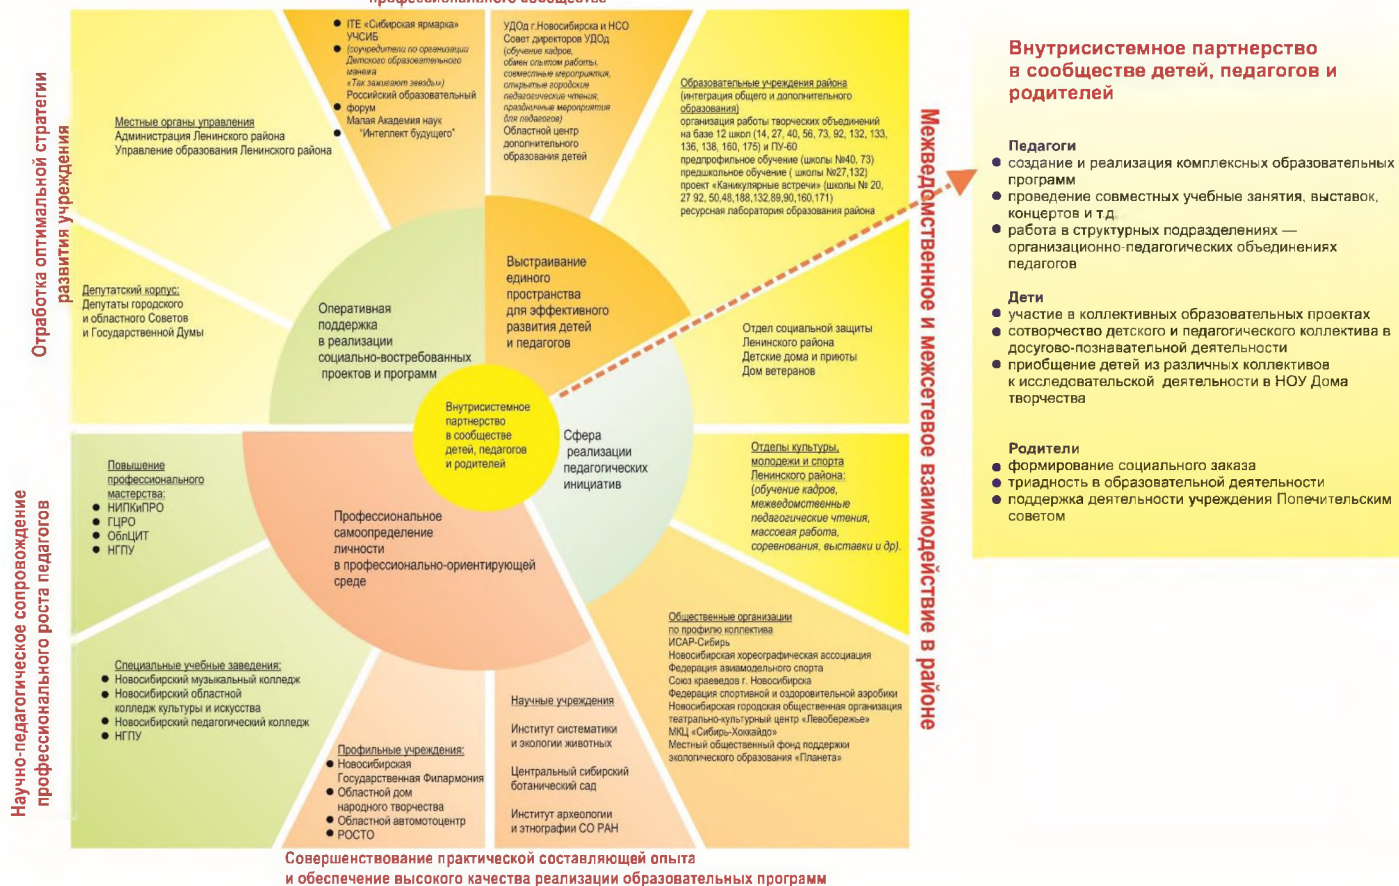 профессионального сообщества
Отработка оптимальной стратегии
развития учреждения
Местные органы управления
Администрация Ленинского района
Управление образования Ленинского района
Депутатский корпус:
Депутаты городского
и областного Советов
и Государственной Думы
ITE «Сибирская ярмарка»
УЧСИБ
(соучредители по организации
Детского образовательного
манежа
«Так зажигают звезды»)
Российский образовательный
форум
Малая Академия наук
"Интеллект будущего"
УДОд г.Новосибирска и НСО
Совет директоров УДОд
(обучение кадров,
обмен опытом работы,
совместные мероприятия,
открытые городские
педагогические чтения,
праздничные мероприятия
для педагогов)
Областной центр
дополнительного
образования детей
Образовательные учреждения района
(интеграция общего и дополнительного
образования)
организация работы творческих объединений
на базе 12 школ (14, 27, 40, 56, 73, 92, 132, 133,
136, 138, 160, 175) и ПУ-60
предпрофильное обучение (школы №40, 73)
предшкольное обучение ( школы №27,132)
проект «Каникулярные встречи» (школы № 20,
27 92, 50,48,188,132,89,90,160,171)
ресурсная лаборатория образования района
Отдел социальной защиты
Ленинского района
Детские дома и приюты
Дом ветеранов
Оперативная
поддержка
в реализации
социально-востребованных
проектов и программ
Выстраивание
единого
пространства
для эффективного
развития детей
и педагогов
Внутрисистемное
партнерство
в сообществе
детей, педагогов
и родителей
Сфера
реализации
педагогических
инициатив
Профессиональное
самоопределение
личности
в профессионально-ориентирующей
среде
Отделы культуры,
молодежи и спорта
Ленинского района:
(обучение кадров,
межведомственные
педагогические чтения,
массовая работа,
соревнования, выставки и др).
Общественные организации
по профилю коллектива
ИСАР-Сибирь
Новосибирская хореографическая ассоциация
Федерация авиамодельного спорта
Союз краеведов г. Новосибирска
Федерация спортивной и оздоровительной аэробики
Новосибирская городская общественная организация
театрально-культурный центр «Левобережье»
МКЦ «Сибирь-Хоккайдо»
Местный общественный фонд поддержки
экологического образования «Планета»
Научные учреждения
Институт систематики
и экологии животных
Центральный сибирский
ботанический сад
Институт археологии
и этнографии СО РАН
Профильные учреждения:
Новосибирская
Государственная Филармония
Областной дом
народного творчества
Областной автомотоцентр
РОСТО
Специальные учебные заведения:
Новосибирский музыкальный колледж
Новосибирский областной
колледж культуры и искусства
Новосибирский педагогический колледж
НГПУ
Повышение
профессионального
мастерства:
НИПКиПРО
ГЦРО
ОблЦИТ
НГПУ
Научно-педагогическое сопровождение
профессионального роста педагогов
Совершенствование практической составляющей опыта
и обеспечение высокого качества реализации образовательных программ
Межведомственное и межсетевое взаимодействие в районе
Внутрисистемное партнерство
в сообществе детей, педагогов и
родителей
Педагоги
создание и реализация комплексных образовательных
программ
проведение совместных учебные занятия, выставок,
концертов и т.д.
работа в структурных подразделениях —
организационно-педагогических объединениях
педагогов
Дети
участие в коллективных образовательных проектах
сотворчество детского и педагогического коллектива в
досугово-познавательной деятельности
приобщение детей из различных коллективов
к исследовательской деятельности в НОУ Дома
творчества
Родители
формирование социального заказа
триадность в образовательной деятельности
поддержка деятельности учреждения Попечительским
советом